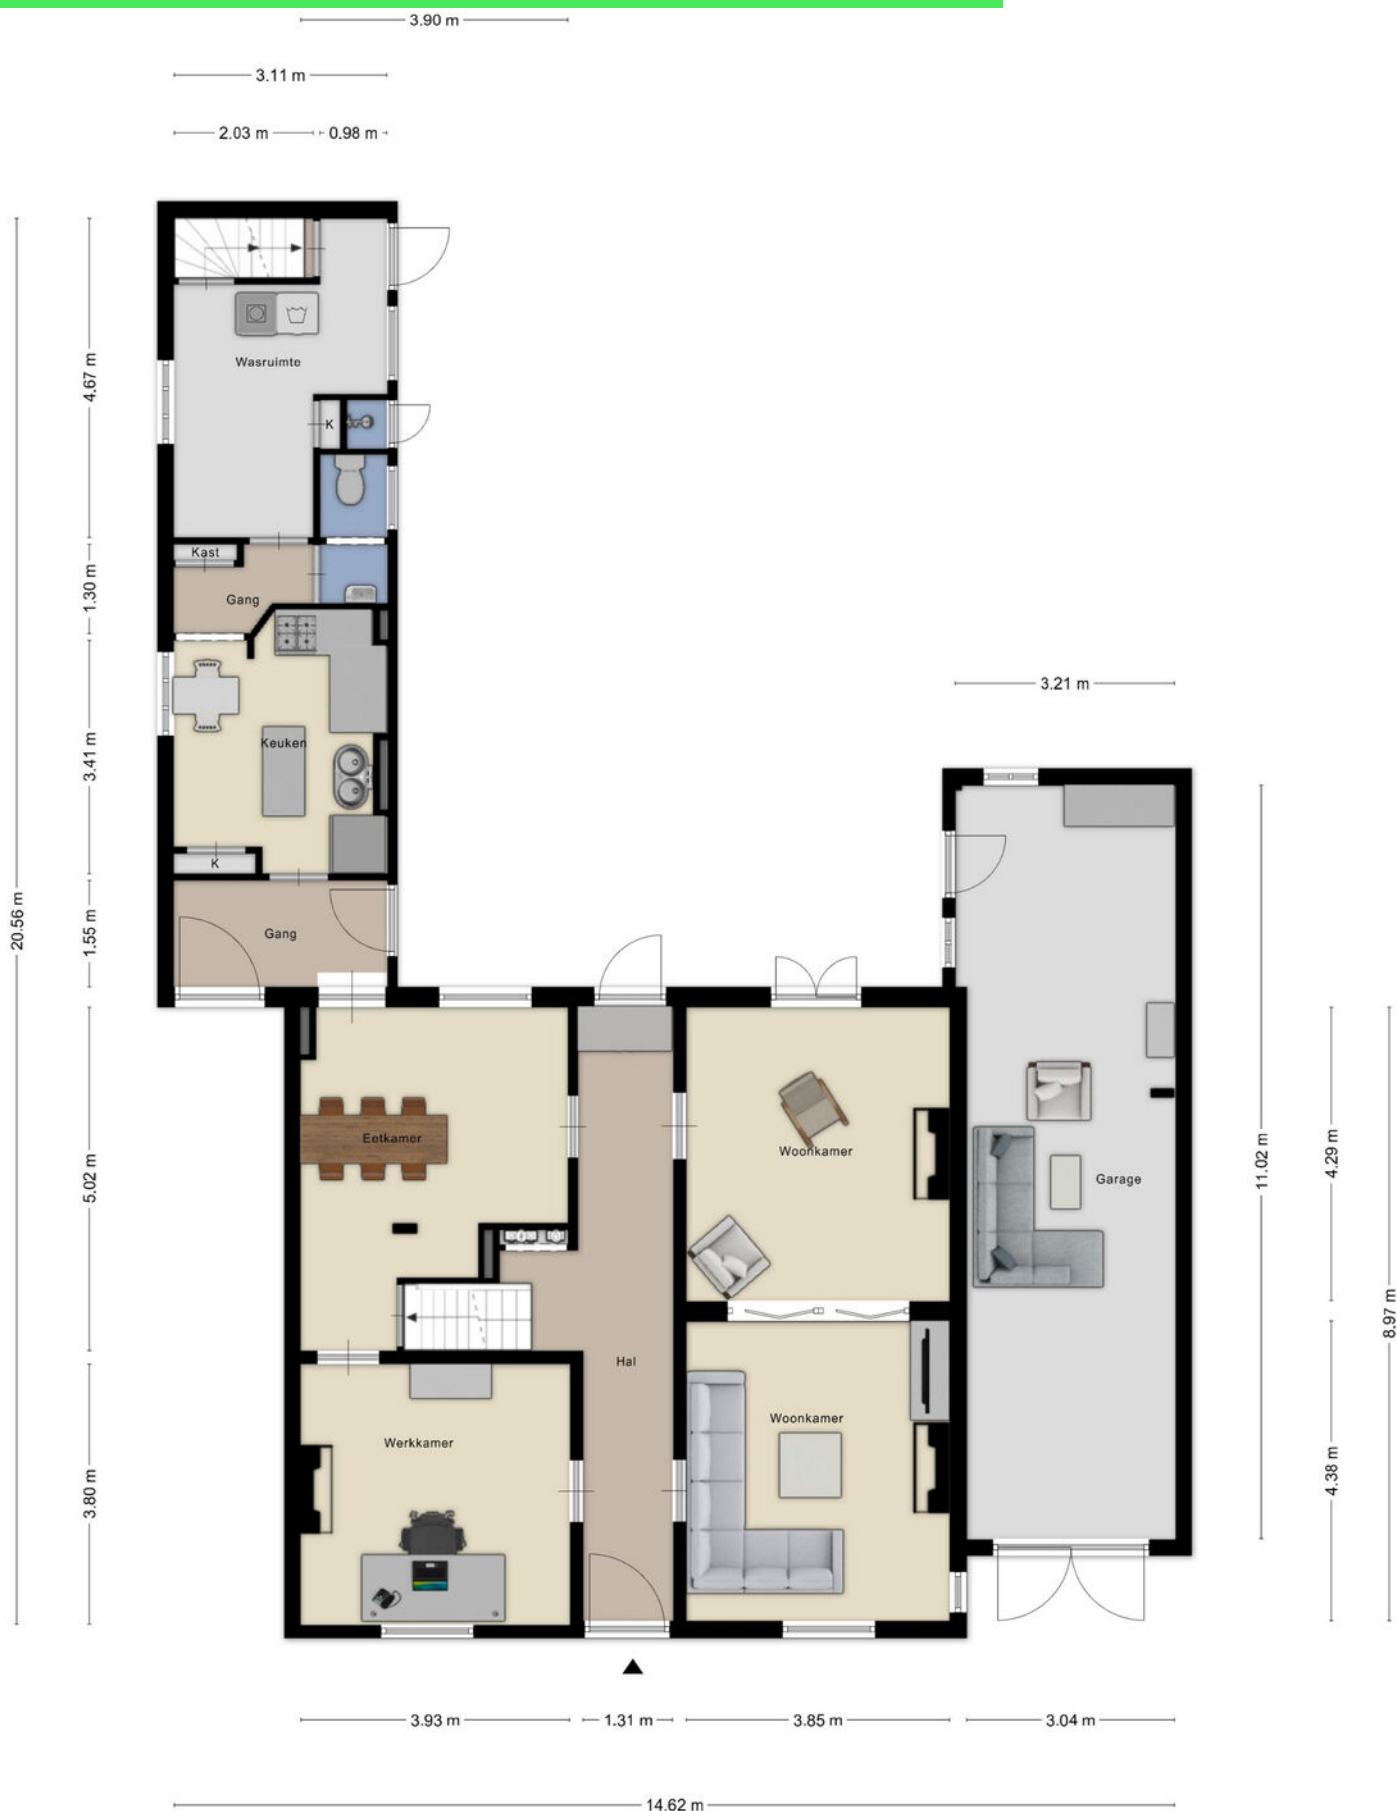 3.90 m
3.11 m
2.03 m
0.98 m
4.67 m
Wasruimte
K
Kast
1.30 m
Gang
3.21 m
3.41 m
Keuken
K
20.56 m
1.55 m
Gang
Eetkamer
Woonkamer
5.02 m
Garage
11.02 m
4.29 m
8.97 m
Hal
Werkkamer
Woonkamer
3.80 m
4.38 m
3.93 m
1.31 m
3.85 m
3.04 m
14.62 m